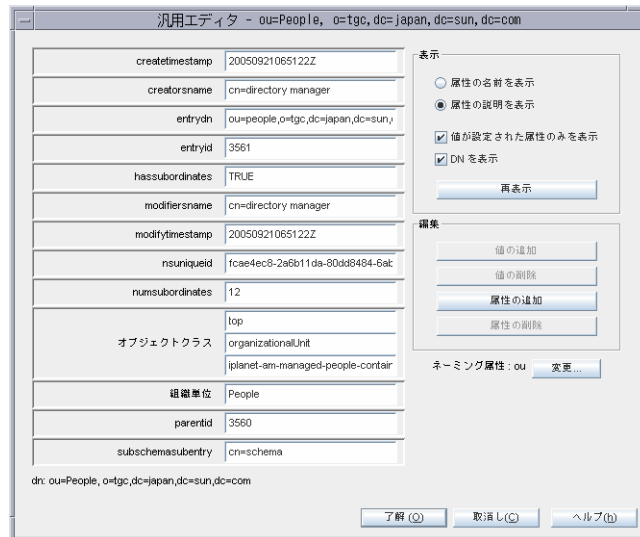 汎用エディタ - ou=People, o=tgc,dc=japan,dc=sun,dc=com
createtimestamp 20050921065122Z
creatorsname cn=directory manager
entrydn ou=people,o=tgc,dc=japan,dc=sun,
entryid 3561
hassubordinates TRUE
modifiersname cn=directory manager
modifytimestamp 20050921065122Z
nsuniqueid fcae4ec8-2a6b11da-80dd8484-6ab
numsubordinates 12
オブジェクトクラス top
organizationalUnit
iplanet-am-managed-people-contain
組織単位 People
parentid 3560
subschemasubentry cn=schema
dn: ou=People, o=tgc,dc=japan,dc=sun,dc=com
表示
属性の名前を表示
属性の説明を表示
値が設定された属性のみを表示
DN を表示
再表示
編集
値の追加
値の削除
属性の追加
属性の削除
ネーミング属性 : ou 変更...
了解 (O) 取消し(C) ヘルプ(h)